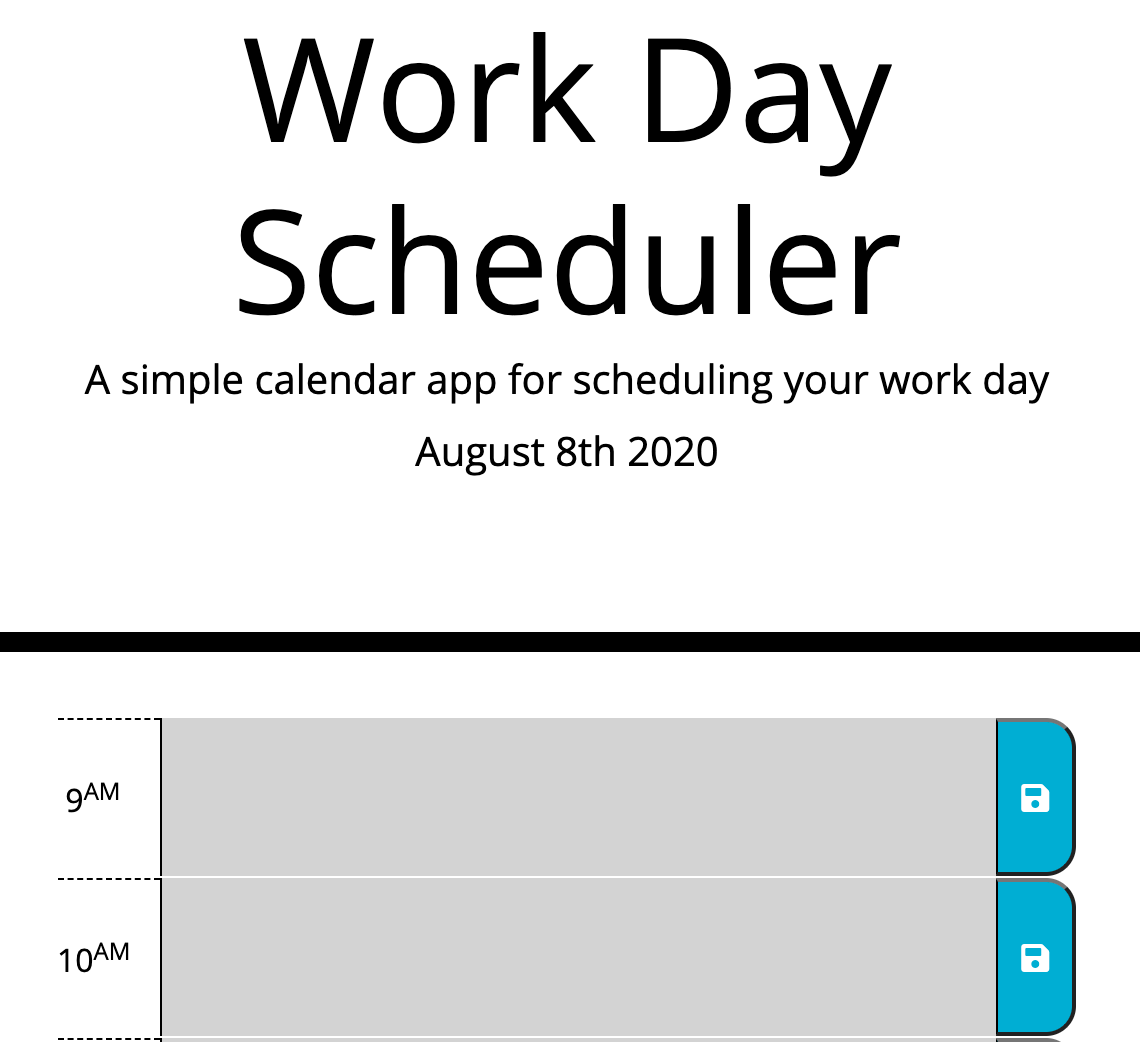 Work Day
Scheduler
A simple calendar app for scheduling your work day
August 8th 2020
9AM
10AM